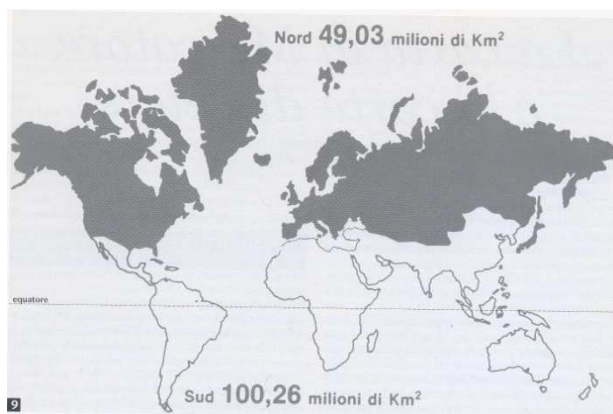 Nord 49,03 milioni di Km²
equatore
Sud 100,26 milioni di Km²
9